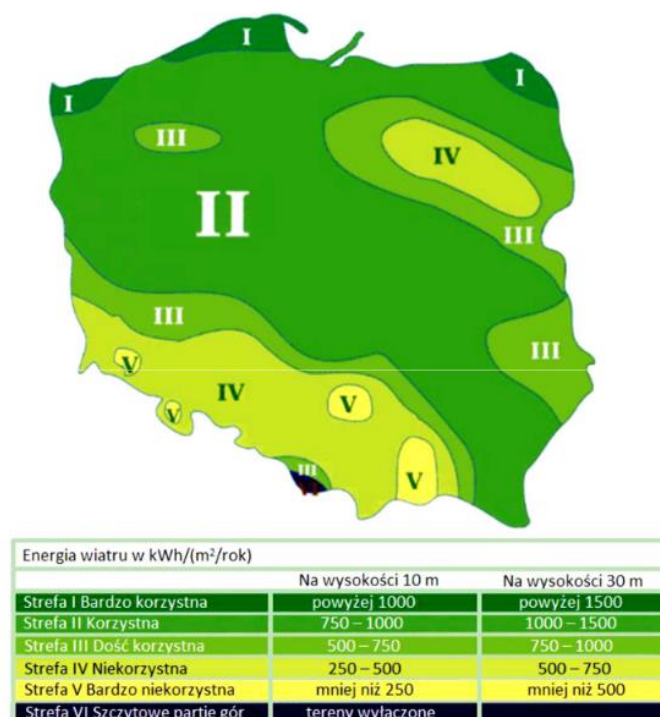 I
I
I
III
IV
II
III
III
III
V
IV
V
V
V
III
VI
Energia wiatru w kWh/(m²/rok)
Na wysokości 10 m Na wysokości 30 m
Strefa I Bardzo korzystna powyżej 1000 powyżej 1500
Strefa II Korzystna 750 – 1000 1000 – 1500
Strefa III Dość korzystna 500 – 750 750 – 1000
Strefa IV Niekorzystna 250 – 500 500 – 750
Strefa V Bardzo niekorzystna mniej niż 250 mniej niż 500
Strefa VI Szczytowe partie gór tereny wyłączone